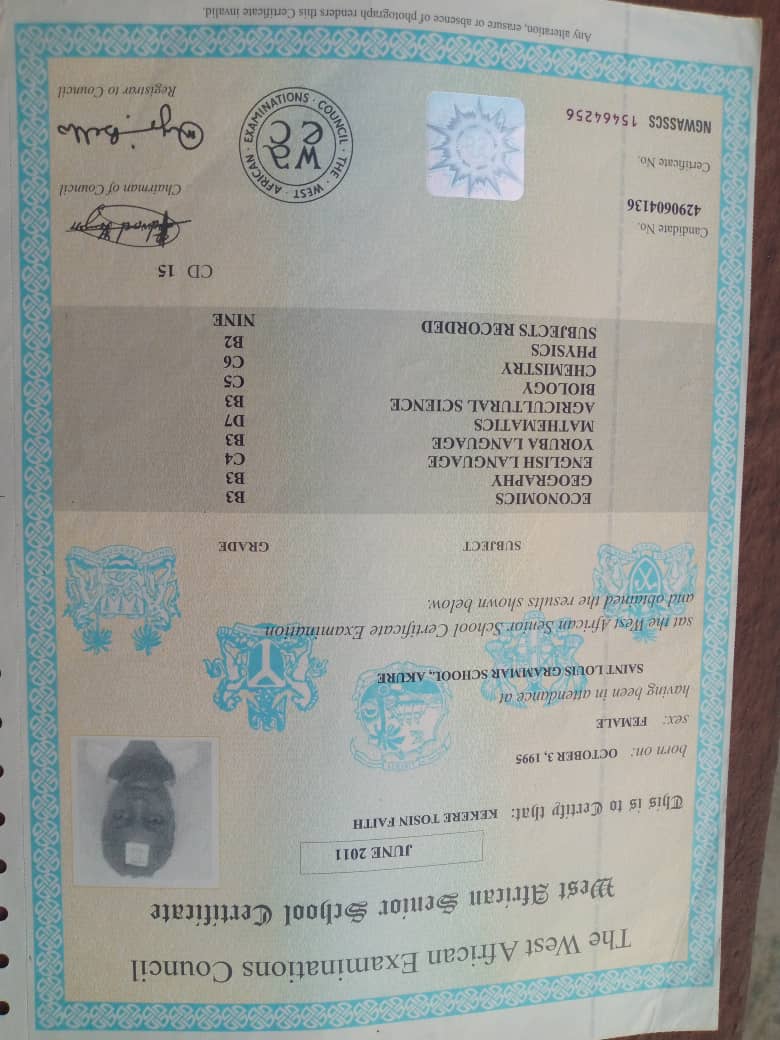 The West African Examinations Council
West African Senior School Certificate
JUNE 2011
This is to Certify that: KEKERE TOSIN FAITH
born on: OCTOBER 3, 1995
sex: FEMALE
having been in attendance at
SAINT LOUIS GRAMMAR SCHOOL, AKURE
sat the West African Senior School Certificate Examination
and obtained the results shown below.
SUBJECT GRADE
ECONOMICS B3
GEOGRAPHY B3
ENGLISH LANGUAGE C4
YORUBA LANGUAGE B3
MATHEMATICS D7
AGRICULTURAL SCIENCE B3
BIOLOGY C5
CHEMISTRY C6
PHYSICS B2
SUBJECTS RECORDED NINE
CD 15
Candidate No.
4290604136
Chairman of Council
Certificate No.
NGWASSCS 15464256
THE · WEST · AFRICAN · EXAMINATIONS · COUNCIL ·
wa
ec
Bello
Registrar to Council
Any alteration, erasure or absence of photograph renders this Certificate invalid.